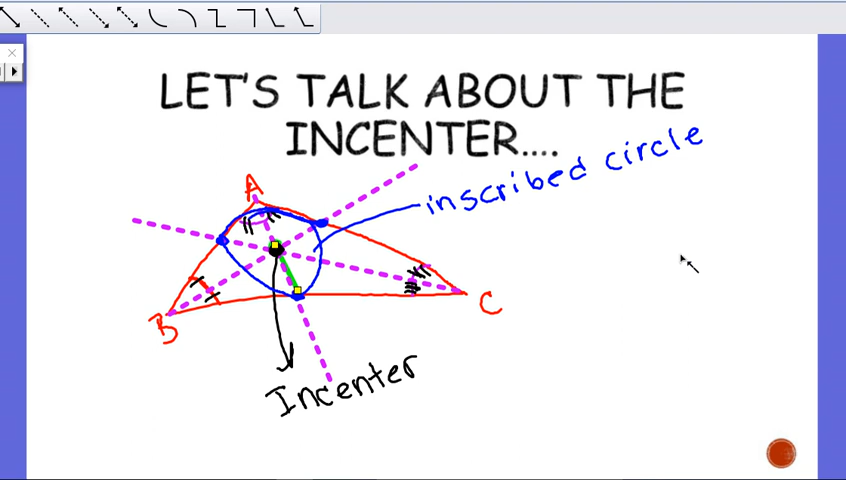 LET'S TALK ABOUT THE
INCENTER....
inscribed circle
A
B
C
Incenter